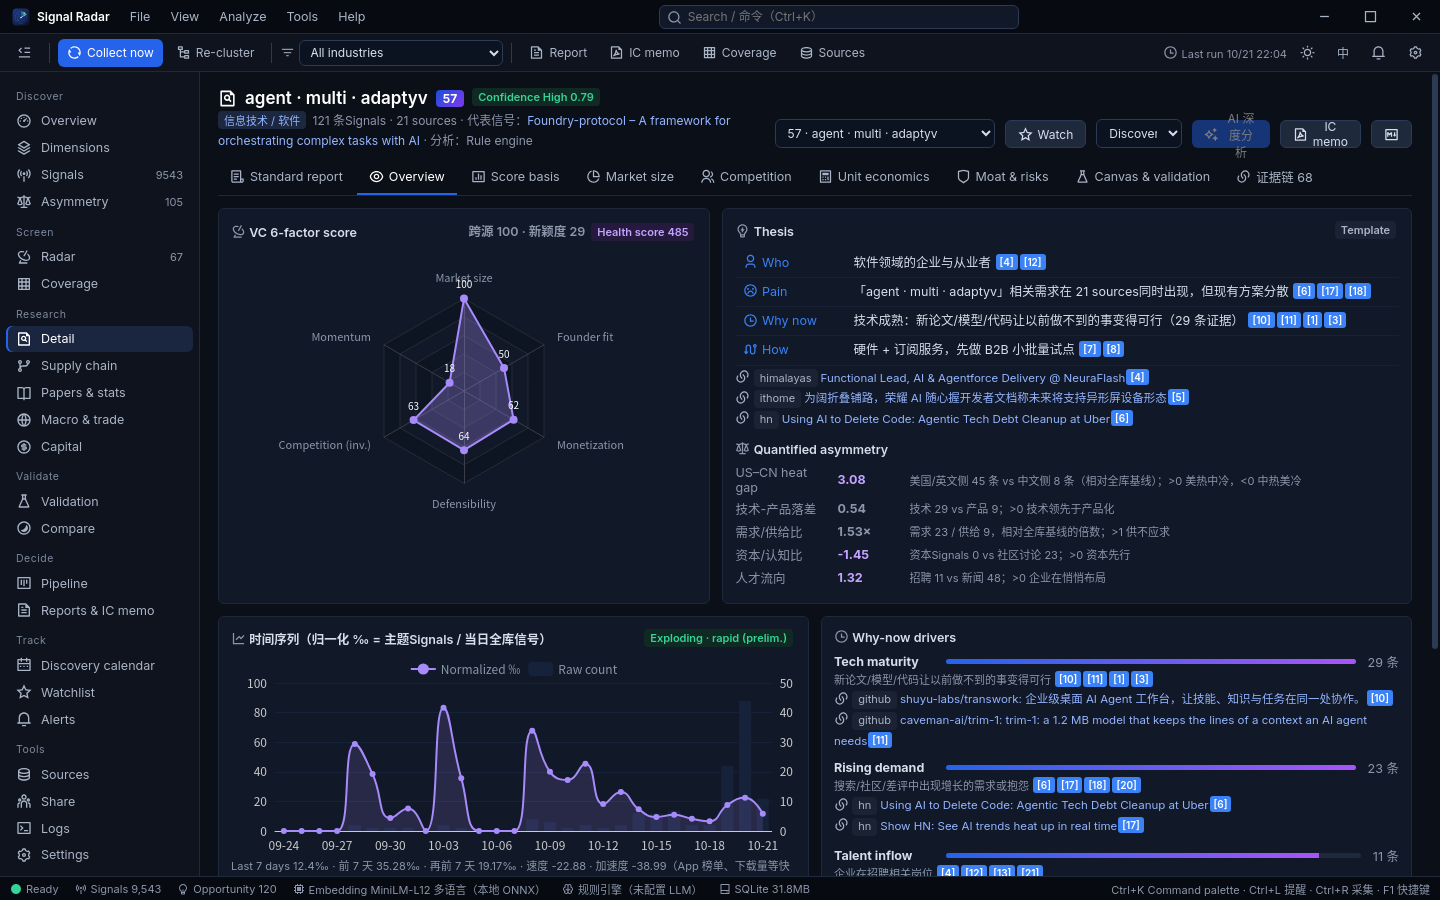 Signal Radar File View Analyze Tools Help
Search / 命令（Ctrl+K）
Collect now Re-cluster All industries Report IC memo Coverage Sources Last run 10/21 22:04 中
Discover
Overview
Dimensions
Signals 9543
Asymmetry 105
Screen
Radar 67
Coverage
Research
Detail
Supply chain
Papers & stats
Macro & trade
Capital
Validate
Validation
Compare
Decide
Pipeline
Reports & IC memo
Track
Discovery calendar
Watchlist
Alerts
Tools
Sources
Share
Logs
Settings
agent · multi · adaptyv 57 Confidence High 0.79
信息技术 / 软件 121 条Signals · 21 sources · 代表信号：Foundry-protocol – A framework for
orchestrating complex tasks with AI · 分析：Rule engine
57 · agent · multi · adaptyv
Watch
Discover
AI 深
度分
析
IC
memo
Standard report Overview Score basis Market size Competition Unit economics Moat & risks Canvas & validation 证据链 68
VC 6-factor score 跨源 100 · 新颖度 29 Health score 485
Market size
100
Momentum Founder fit
50
18
63 62
64
Competition (inv.) Monetization
Defensibility
Thesis Template
Who 软件领域的企业与从业者 [4] [12]
Pain 「agent · multi · adaptyv」相关需求在 21 sources同时出现，但现有方案分散 [6] [17] [18]
Why now 技术成熟：新论文/模型/代码让以前做不到的事变得可行（29 条证据） [10] [11] [1] [3]
How 硬件 + 订阅服务，先做 B2B 小批量试点 [7] [8]
himalayas Functional Lead, AI & Agentforce Delivery @ NeuraFlash [4]
ithome 为阔折叠铺路，荣耀 AI 随心握开发者文档称未来将支持异形屏设备形态 [5]
hn Using AI to Delete Code: Agentic Tech Debt Cleanup at Uber [6]
Quantified asymmetry
US–CN heat
gap 3.08 美国/英文侧 45 条 vs 中文侧 8 条（相对全库基线）；>0 美热中冷，<0 中热美冷
技术-产品落差 0.54 技术 29 vs 产品 9；>0 技术领先于产品化
需求/供给比 1.53× 需求 23 / 供给 9，相对全库基线的倍数；>1 供不应求
资本/认知比 -1.45 资本Signals 0 vs 社区讨论 23；>0 资本先行
人才流向 1.32 招聘 11 vs 新闻 48；>0 企业在悄悄布局
时间序列（归一化 ‰ = 主题Signals / 当日全库信号） Exploding · rapid (prelim.)
Normalized ‰ Raw count
100 50
80 40
60 30
40 20
20 10
0 0
09-24 09-27 09-30 10-03 10-06 10-09 10-12 10-15 10-18 10-21
Last 7 days 12.4‰ · 前 7 天 35.28‰ · 再前 7 天 19.17‰ · 速度 -22.88 · 加速度 -38.99（App 榜单、下载量等快
Why-now drivers
Tech maturity 29 条
新论文/模型/代码让以前做不到的事变得可行 [10] [11] [1] [3]
github shuyu-labs/transwork: 企业级桌面 AI Agent 工作台，让技能、知识与任务在同一处协作。 [10]
github caveman-ai/trim-1: trim-1: a 1.2 MB model that keeps the lines of a context an AI agent
needs [11]
Rising demand 23 条
搜索/社区/差评中出现增长的需求或抱怨 [6] [17] [18] [20]
hn Using AI to Delete Code: Agentic Tech Debt Cleanup at Uber [6]
hn Show HN: See AI trends heat up in real time [17]
Talent inflow 11 条
企业在招聘相关岗位 [4] [12] [13] [21]
Ready Signals 9,543 Opportunity 120 Embedding MiniLM-L12 多语言（本地 ONNX） 规则引擎（未配置 LLM） SQLite 31.8MB Ctrl+K Command palette · Ctrl+L 提醒 · Ctrl+R 采集 · F1 快捷键